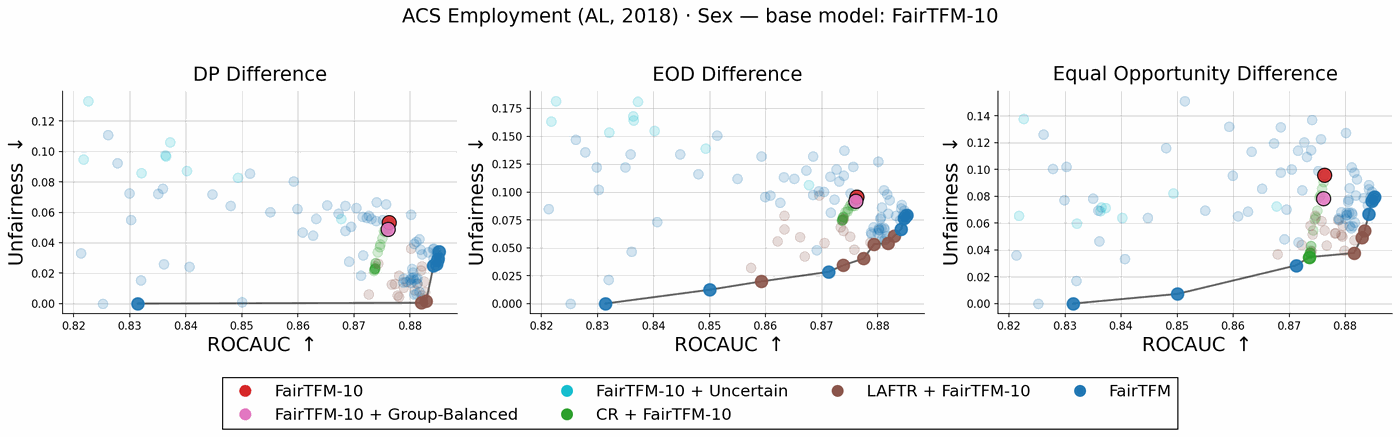 ACS Employment (AL, 2018) · Sex — base model: FairTFM-10
DP Difference
Unfairness ↓
0.12
0.10
0.08
0.06
0.04
0.02
0.00
0.82 0.83 0.84 0.85 0.86 0.87 0.88
ROCAUC ↑
EOD Difference
Unfairness ↓
0.175
0.150
0.125
0.100
0.075
0.050
0.025
0.000
0.82 0.83 0.84 0.85 0.86 0.87 0.88
ROCAUC ↑
Equal Opportunity Difference
Unfairness ↓
0.14
0.12
0.10
0.08
0.06
0.04
0.02
0.00
0.82 0.83 0.84 0.85 0.86 0.87 0.88
ROCAUC ↑
FairTFM-10
FairTFM-10 + Group-Balanced
FairTFM-10 + Uncertain
CR + FairTFM-10
LAFTR + FairTFM-10
FairTFM